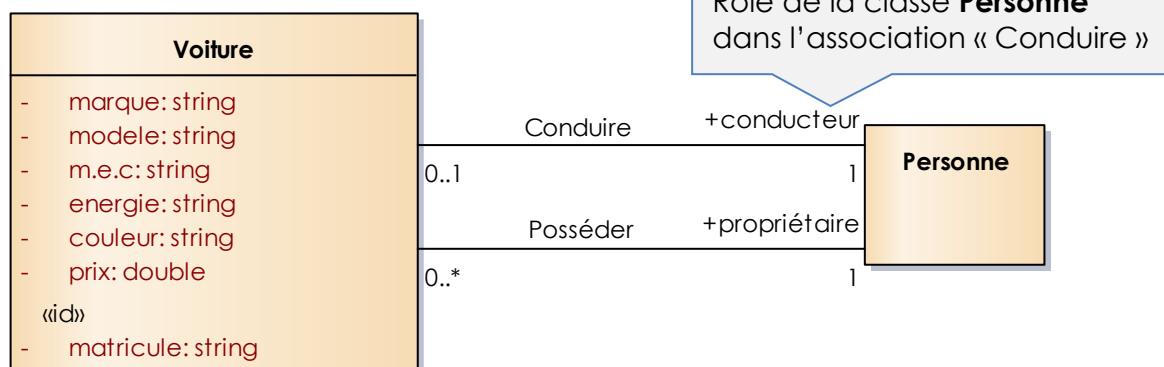 Rôle de la classe Personne
dans l'association « Conduire »
Voiture
- marque: string
- modele: string
- m.e.c: string
- energie: string
- couleur: string
- prix: double
«id»
- matricule: string
Conduire
+conducteur
0..1
1
Posséder
+propriétaire
0..*
1
Personne